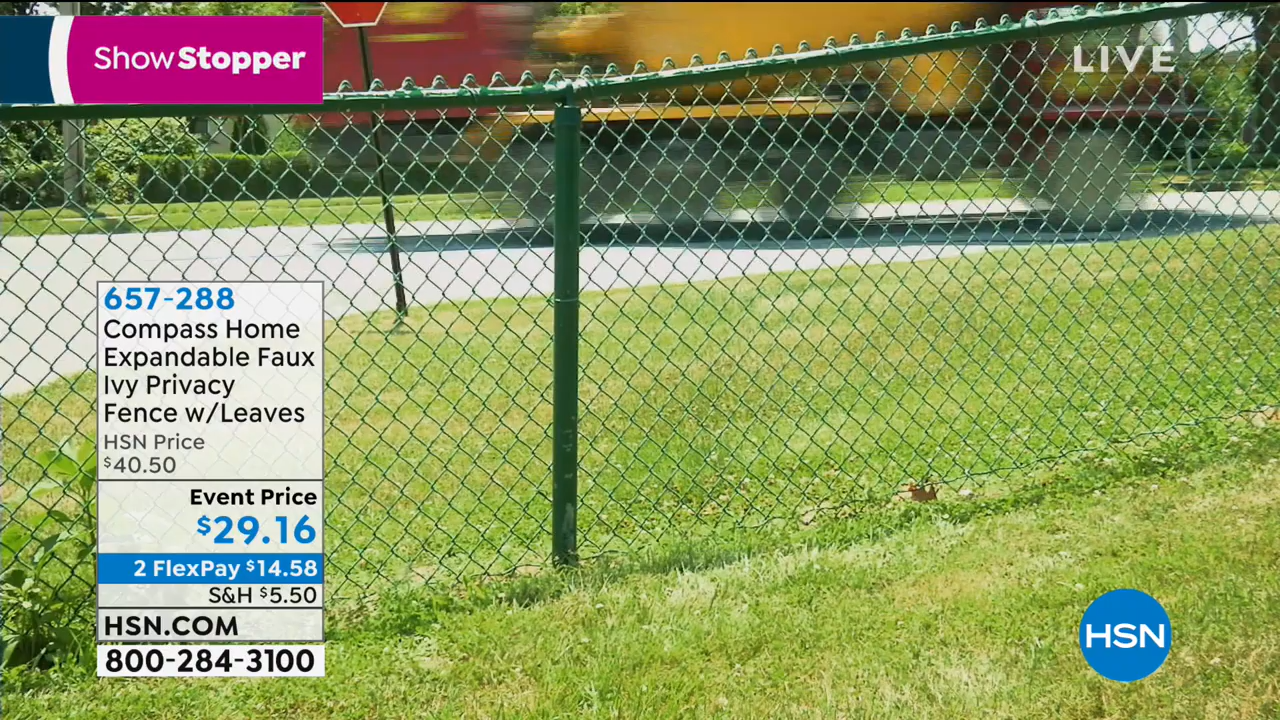 ShowStopper
LIVE
657-288
Compass Home
Expandable Faux
Ivy Privacy
Fence w/Leaves
HSN Price
$40.50
Event Price
$29.16
2 FlexPay $14.58
S&H $5.50
HSN.COM
800-284-3100
HSN